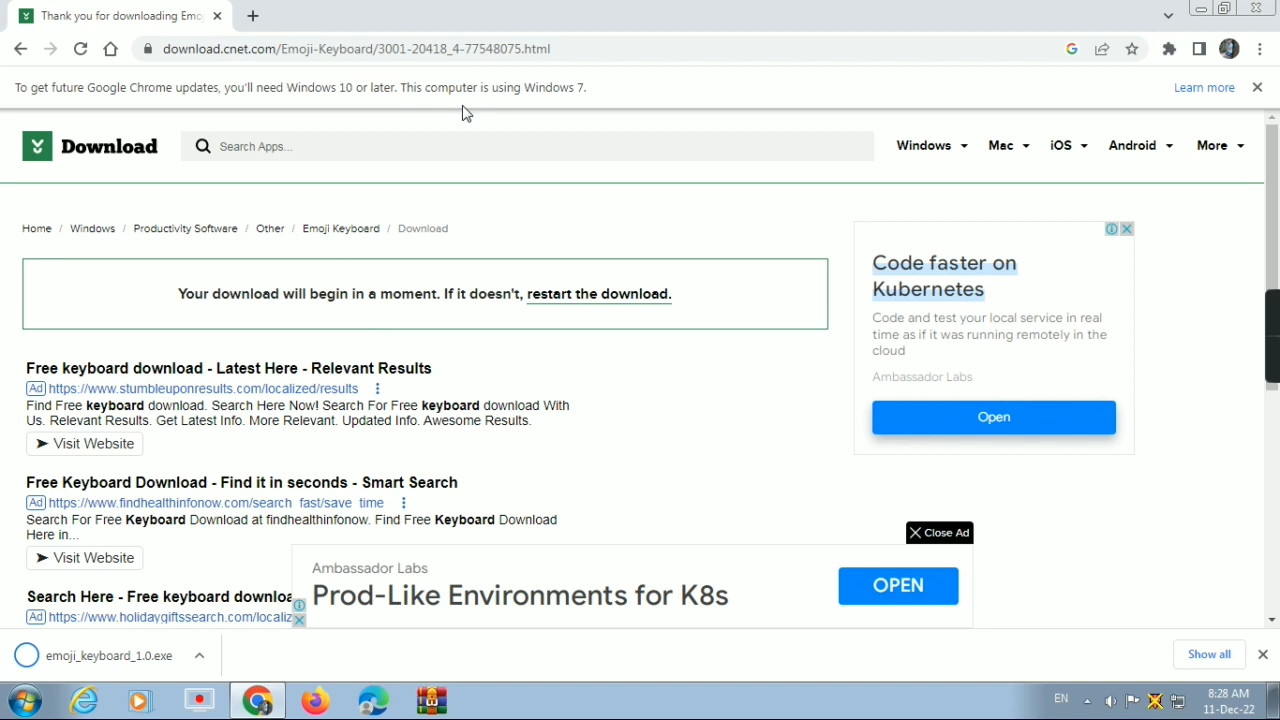 Thank you for downloading Emo
download.cnet.com/Emoji-Keyboard/3001-20418_4-77548075.html
To get future Google Chrome updates, you'll need Windows 10 or later. This computer is using Windows 7.
Learn more
Download
Search Apps...
Windows
Mac
iOS
Android
More
Home / Windows / Productivity Software / Other / Emoji Keyboard / Download
Your download will begin in a moment. If it doesn't, restart the download.
Code faster on
Kubernetes
Code and test your local service in real
time as if it was running remotely in the
cloud
Ambassador Labs
Open
Free keyboard download - Latest Here - Relevant Results
Ad https://www.stumbleuponresults.com/localized/results
Find Free keyboard download. Search Here Now! Search For Free keyboard download With
Us. Relevant Results. Get Latest Info. More Relevant. Updated Info. Awesome Results.
➤ Visit Website
Free Keyboard Download - Find it in seconds - Smart Search
Ad https://www.findhealthinfonow.com/search_fast/save_time
Search For Free Keyboard Download at findhealthinfonow. Find Free Keyboard Download
Here in...
➤ Visit Website
Search Here - Free keyboard downloa
Ad https://www.holidaygiftssearch.com/localiz
Close Ad
Ambassador Labs
Prod-Like Environments for K8s
OPEN
emoji_keyboard_1.0.exe
Show all
EN
8:28 AM
11-Dec-22